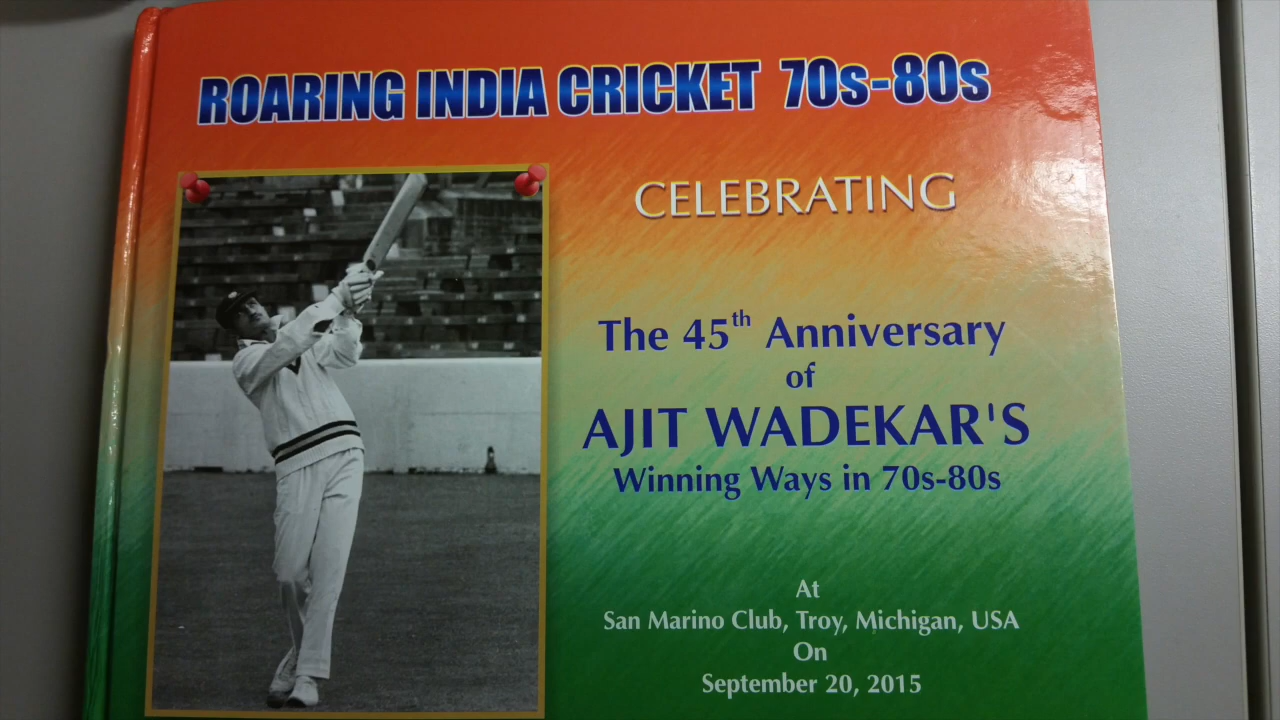 ROARING INDIA CRICKET 70s-80s
CELEBRATING
The 45th Anniversary
of
AJIT WADEKAR'S
Winning Ways in 70s-80s
At
San Marino Club, Troy, Michigan, USA
On
September 20, 2015